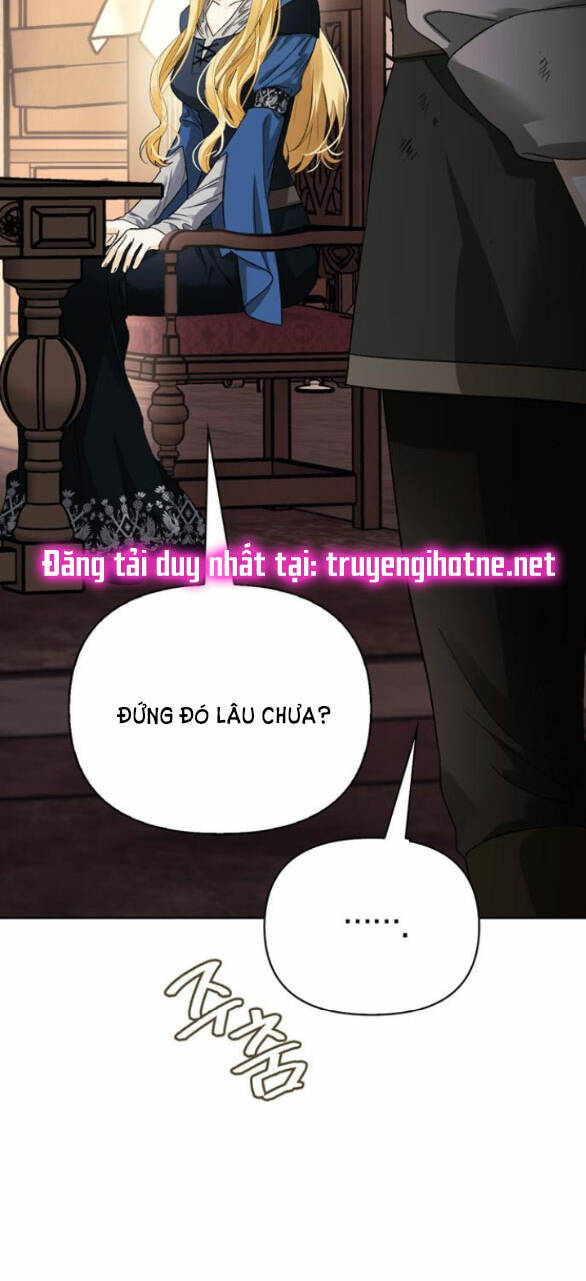 Đăng tải duy nhất tại: truyengihotne.net
ĐỨNG ĐÓ LÂU CHƯA?
.......
주춤